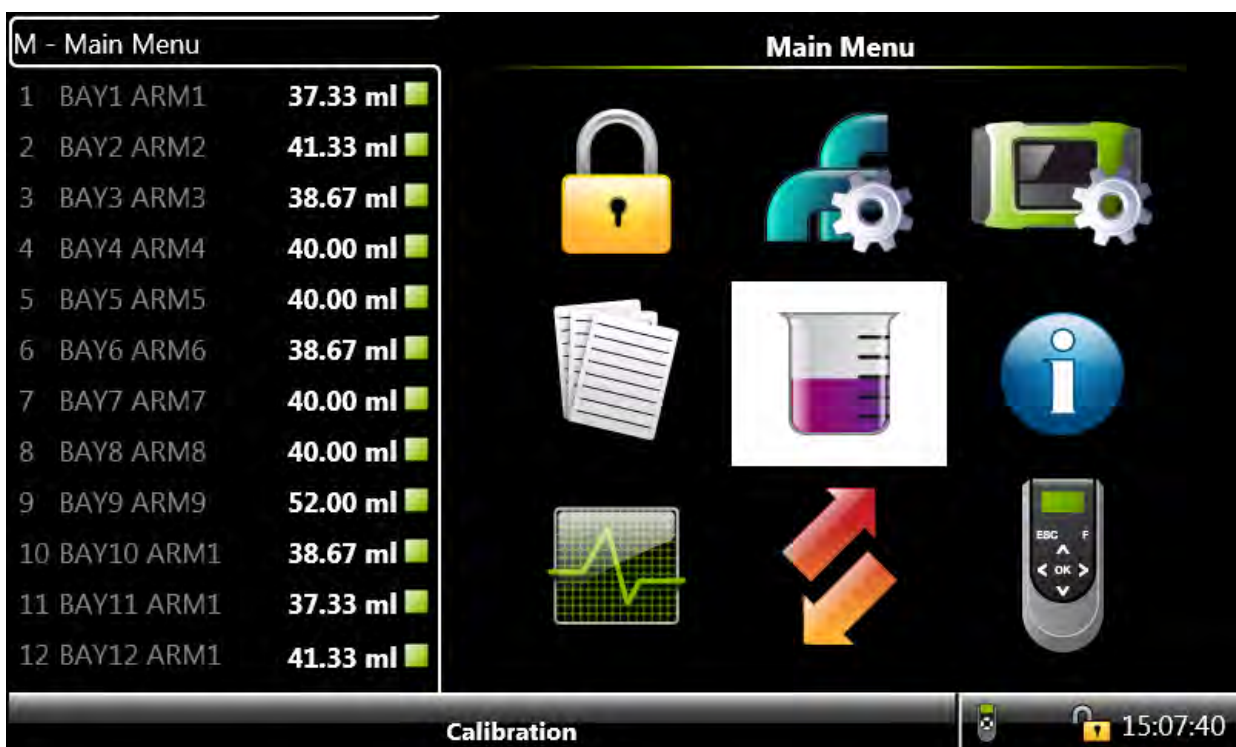 M - Main Menu
1 BAY1 ARM1 37.33 ml
2 BAY2 ARM2 41.33 ml
3 BAY3 ARM3 38.67 ml
4 BAY4 ARM4 40.00 ml
5 BAY5 ARM5 40.00 ml
6 BAY6 ARM6 38.67 ml
7 BAY7 ARM7 40.00 ml
8 BAY8 ARM8 40.00 ml
9 BAY9 ARM9 52.00 ml
10 BAY10 ARM1 38.67 ml
11 BAY11 ARM1 37.33 ml
12 BAY12 ARM1 41.33 ml
Main Menu
ESC F
OK
Calibration
15:07:40